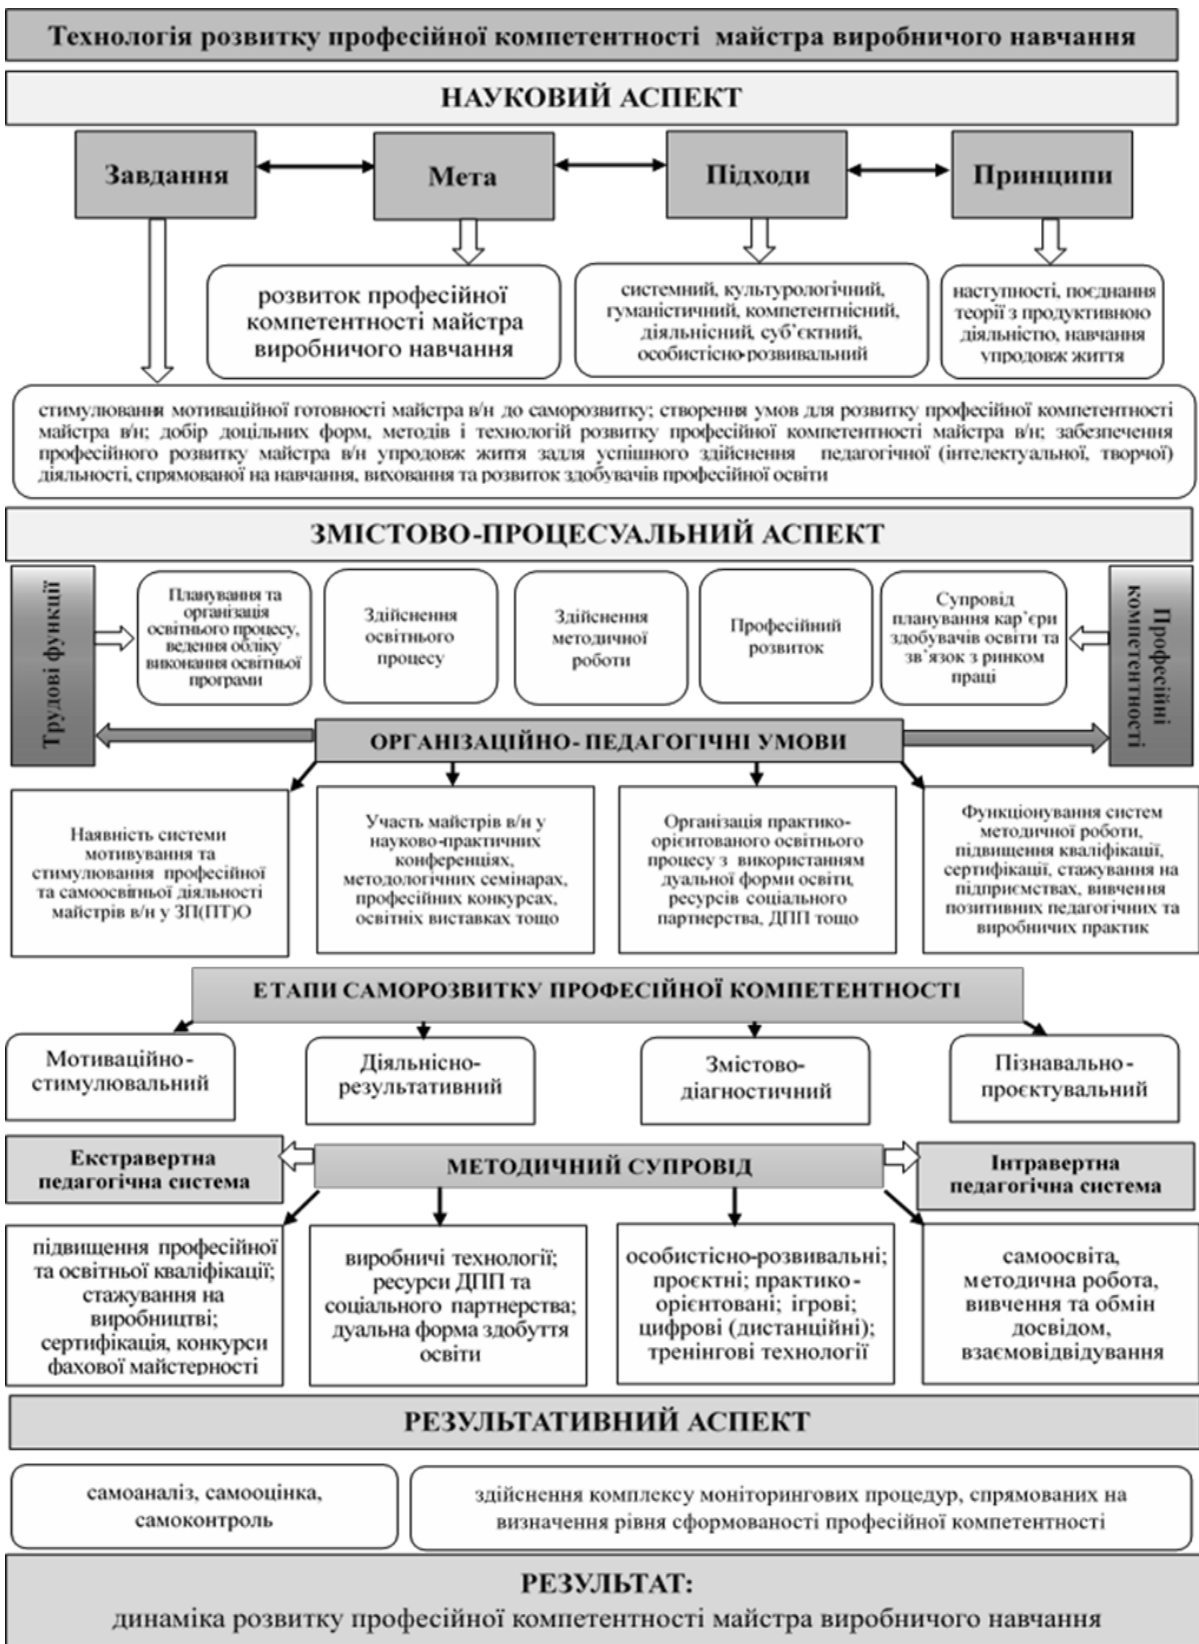 Технологія розвитку професійної компетентності майстра виробничого навчання
НАУКОВИЙ АСПЕКТ
Завдання
Мета
Підходи
Принципи
розвиток професійної
компетентності майстра
виробничого навчання
системний, культурологічний,
гуманістичний, компетентнісний,
діяльнісний, суб’єктний,
особистісно-розвивальний
наступності, поєднання
теорії з продуктивною
діяльністю, навчання
упродовж життя
стимулювання мотиваційної готовності майстра в/н до саморозвитку; створення умов для розвитку професійної компетентності
майстра в/н; добір доцільних форм, методів і технологій розвитку професійної компетентності майстра в/н; забезпечення
професійного розвитку майстра в/н упродовж життя задля успішного здійснення педагогічної (інтелектуальної, творчої)
діяльності, спрямованої на навчання, виховання та розвиток здобувачів професійної освіти
ЗМІСТОВО-ПРОЦЕСУАЛЬНИЙ АСПЕКТ
Трудові функції
Планування та
організація
освітнього процесу,
ведення обліку
виконання освітньої
програми
Здійснення
освітнього
процесу
Здійснення
методичної
роботи
Професійний
розвиток
Супровід
планування кар’єри
здобувачів освіти та
зв’язок з ринком
праці
Професійні
компетентності
ОРГАНІЗАЦІЙНО- ПЕДАГОГІЧНІ УМОВИ
Наявність системи
мотивування та
стимулювання професійної
та самоосвітньої діяльності
майстрів в/н у ЗП(ПТ)О
Участь майстрів в/н у
науково-практичних
конференціях,
методологічних семінарах,
професійних конкурсах,
освітніх виставках тощо
Організація практико-
орієнтованого освітнього
процесу з використанням
дуальної форми освіти,
ресурсів соціального
партнерства, ДПП тощо
Функціонування систем
методичної роботи,
підвищення кваліфікації,
сертифікації, стажування на
підприємствах, вивчення
позитивних педагогічних та
виробничих практик
ЕТАПИ САМОРОЗВИТКУ ПРОФЕСІЙНОЇ КОМПЕТЕНТНОСТІ
Мотиваційно-
стимулювальний
Діяльнісно-
результативний
Змістово-
діагностичний
Пізнавально-
проєктувальний
Екстравертна
педагогічна система
МЕТОДИЧНИЙ СУПРОВІД
Інтравертна
педагогічна система
підвищення професійної
та освітньої кваліфікації;
стажування на
виробництві;
сертифікація, конкурси
фахової майстерності
виробничі технології;
ресурси ДПП та
соціального партнерства;
дуальна форма здобуття
освіти
особистісно-розвивальні;
проєктні; практико-
орієнтовані; ігрові;
цифрові (дистанційні);
тренінгові технології
самоосвіта,
методична робота,
вивчення та обмін
досвідом,
взаємовідвідування
РЕЗУЛЬТАТИВНИЙ АСПЕКТ
самоаналіз, самооцінка,
самоконтроль
здійснення комплексу моніторингових процедур, спрямованих на
визначення рівня сформованості професійної компетентності
РЕЗУЛЬТАТ:
динаміка розвитку професійної компетентності майстра виробничого навчання